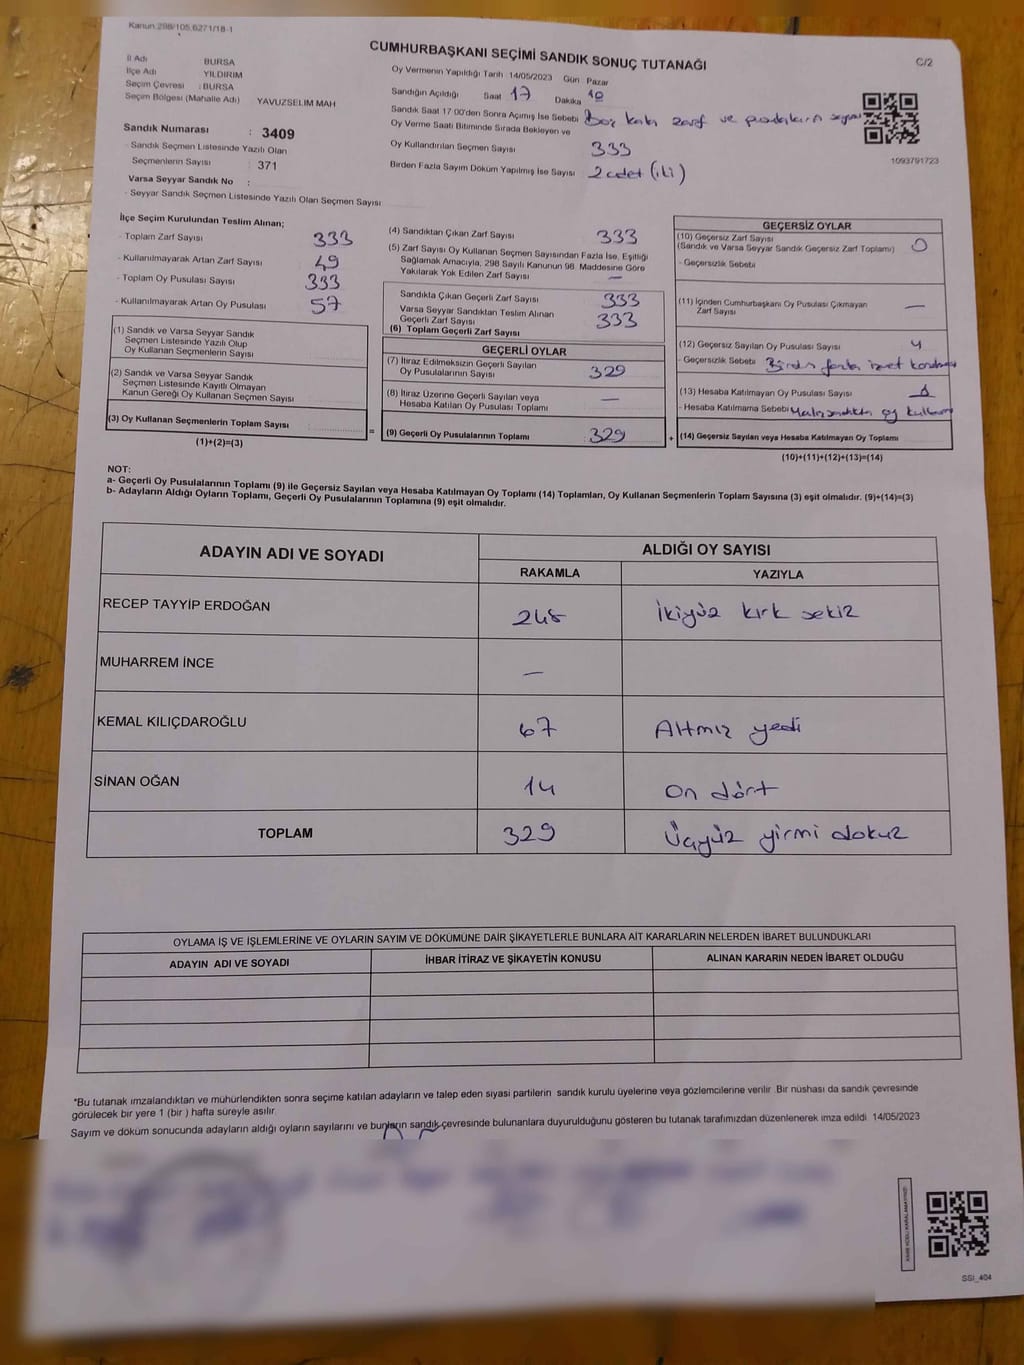 Kanun:298/105,6271/18-1
CUMHURBAŞKANI SEÇİMİ SANDIK SONUÇ TUTANAĞI
C/2
İl Adı BURSA
İlçe Adı YILDIRIM
Seçim Çevresi : BURSA
Seçim Bölgesi (Mahalle Adı) YAVUZSELIM MAH
Sandık Numarası : 3409
- Sandık Seçmen Listesinde Yazılı Olan
Seçmenlerin Sayısı : 371
Varsa Seyyar Sandık No :
- Seyyar Sandık Seçmen Listesinde Yazılı Olan Seçmen Sayısı
Oy Vermenin Yapıldığı Tarih 14/05/2023 Gün Pazar
Sandığın Açıldığı Saat 17 Dakika 10
Sandık Saat 17:00'den Sonra Açımış İse Sebebi Boş kalan zarf ve pusulaların sayımı
Oy Verme Saati Bitiminde Sırada Bekleyen ve
Oy Kullandırılan Seçmen Sayısı 333
Birden Fazla Sayım Döküm Yapılmış İse Sayısı 2 adet (iki)
1093791723
İlçe Seçim Kurulundan Teslim Alınan;
- Toplam Zarf Sayısı 333
- Kullanılmayarak Artan Zarf Sayısı 49
- Toplam Oy Pusulası Sayısı 333
- Kullanılmayarak Artan Oy Pusulası 57
(1) Sandık ve Varsa Seyyar Sandık
Seçmen Listesinde Yazılı Olup
Oy Kullanan Seçmenlerin Sayısı
(2) Sandık ve Varsa Seyyar Sandık
Seçmen Listesinde Kayıtlı Olmayan
Kanun Gereği Oy Kullanan Seçmen Sayısı
(3) Oy Kullanan Seçmenlerin Toplam Sayısı =
(1)+(2)=(3)
(4) Sandıktan Çıkan Zarf Sayısı 333
(5) Zarf Sayısı Oy Kullanan Seçmen Sayısından Fazla İse, Eşitliği
Sağlamak Amacıyla, 298 Sayılı Kanunun 98. Maddesine Göre
Yakılarak Yok Edilen Zarf Sayısı —
Sandıkta Çıkan Geçerli Zarf Sayısı 333
Varsa Seyyar Sandıktan Teslim Alınan
Geçerli Zarf Sayısı 333
(6) Toplam Geçerli Zarf Sayısı
GEÇERLİ OYLAR
(7) İtiraz Edilmeksizin Geçerli Sayılan
Oy Pusulalarının Sayısı 329
(8) İtiraz Üzerine Geçerli Sayılan veya
Hesaba Katılan Oy Pusulası Toplamı —
(9) Geçerli Oy Pusulalarının Toplamı : 329 +
GEÇERSİZ OYLAR
(10) Geçersiz Zarf Sayısı
(Sandık ve Varsa Seyyar Sandık Geçersiz Zarf Toplamı) 0
- Geçersizlik Sebebi
(11) İçinden Cumhurbaşkanı Oy Pusulası Çıkmayan
Zarf Sayısı —
(12) Geçersiz Sayılan Oy Pusulası Sayısı 4
- Geçersizlik Sebebi Birden fazla
(13) Hesaba Katılmayan Oy Pusulası Sayısı
- Hesaba Katılmama Sebebi oy
(14) Geçersiz Sayılan veya Hesaba Katılmayan Oy Toplamı
(10)+(11)+(12)+(13)=(14)
NOT:
a- Geçerli Oy Pusulalarının Toplamı (9) ile Geçersiz Sayılan veya Hesaba Katılmayan Oy Toplamı (14) Toplamları, Oy Kullanan Seçmenlerin Toplam Sayısına (3) eşit olmalıdır. (9)+(14)=(3)
b- Adayların Aldığı Oyların Toplamı, Geçerli Oy Pusulalarının Toplamına (9) eşit olmalıdır.
ADAYIN ADI VE SOYADI ALDIĞI OY SAYISI
RAKAMLA YAZIYLA
RECEP TAYYİP ERDOĞAN 248 İkiyüz kırk sekiz
MUHARREM İNCE —
KEMAL KILIÇDAROĞLU 67 Altmız yedi
SİNAN OĞAN 14 On dört
TOPLAM 329 Üçyüz yirmi dokuz
OYLAMA İŞ VE İŞLEMLERİNE VE OYLARIN SAYIM VE DÖKÜMÜNE DAİR ŞİKAYETLERLE BUNLARA AİT KARARLARIN NELERDEN İBARET BULUNDUKLARI
ADAYIN ADI VE SOYADI İHBAR İTİRAZ VE ŞİKAYETİN KONUSU ALINAN KARARIN NEDEN İBARET OLDUĞU
*Bu tutanak imzalandıktan ve mühürlendikten sonra seçime katılan adayların ve talep eden siyasi partilerin sandık kurulu üyelerine veya gözlemcilerine verilir. Bir nüshası da sandık çevresinde
görülecek bir yere 1 (bir) hafta süreyle asılır.
Sayım ve döküm sonucunda adayların aldığı oyların sayılarını ve bunların sandık çevresinde bulunanlara duyurulduğunu gösteren bu tutanak tarafımızdan düzenlenerek imza edildi. 14/05/2023
SSI_404